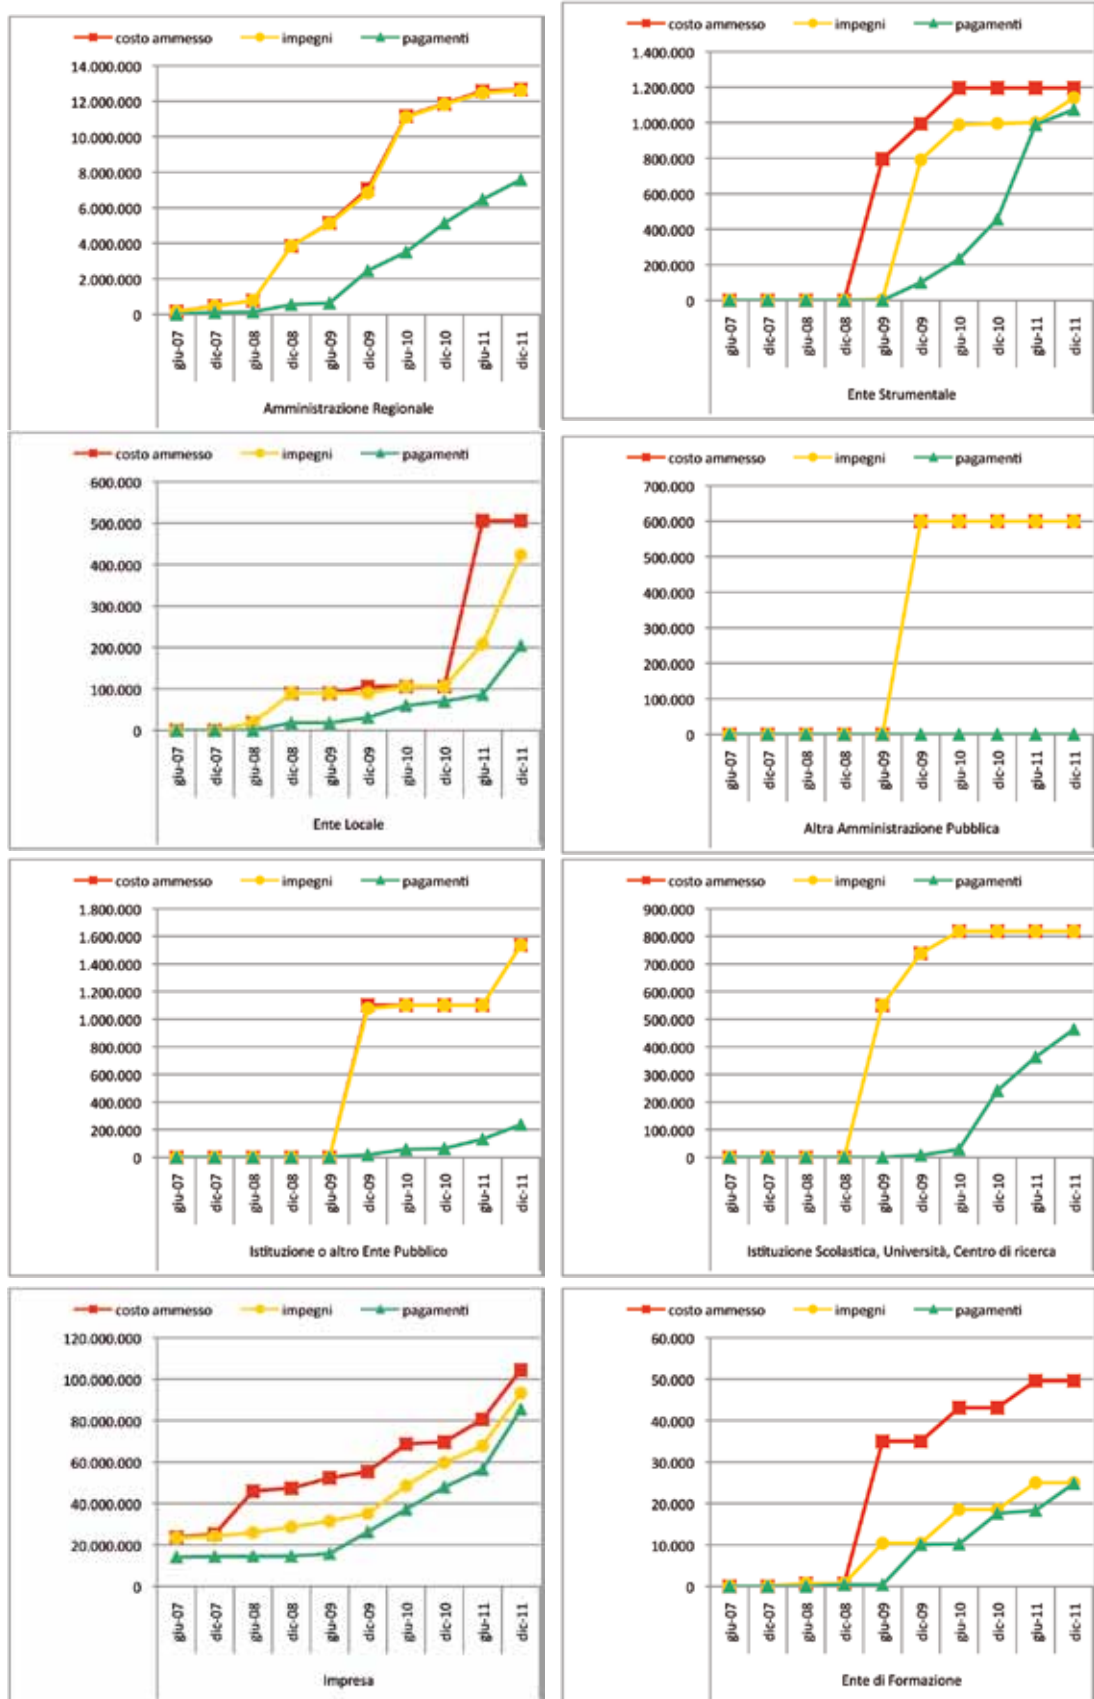 costo ammesso impegni pagamenti
14.000.000
12.000.000
10.000.000
8.000.000
6.000.000
4.000.000
2.000.000
0
giu-07 dic-07 giu-08 dic-08 giu-09 dic-09 giu-10 dic-10 giu-11 dic-11
Amministrazione Regionale
costo ammesso impegni pagamenti
1.400.000
1.200.000
1.000.000
800.000
600.000
400.000
200.000
0
giu-07 dic-07 giu-08 dic-08 giu-09 dic-09 giu-10 dic-10 giu-11 dic-11
Ente Strumentale
costo ammesso impegni pagamenti
600.000
500.000
400.000
300.000
200.000
100.000
0
giu-07 dic-07 giu-08 dic-08 giu-09 dic-09 giu-10 dic-10 giu-11 dic-11
Ente Locale
costo ammesso impegni pagamenti
700.000
600.000
500.000
400.000
300.000
200.000
100.000
0
giu-07 dic-07 giu-08 dic-08 giu-09 dic-09 giu-10 dic-10 giu-11 dic-11
Altra Amministrazione Pubblica
costo ammesso impegni pagamenti
1.800.000
1.600.000
1.400.000
1.200.000
1.000.000
800.000
600.000
400.000
200.000
0
giu-07 dic-07 giu-08 dic-08 giu-09 dic-09 giu-10 dic-10 giu-11 dic-11
Istituzione o altro Ente Pubblico
costo ammesso impegni pagamenti
900.000
800.000
700.000
600.000
500.000
400.000
300.000
200.000
100.000
0
giu-07 dic-07 giu-08 dic-08 giu-09 dic-09 giu-10 dic-10 giu-11 dic-11
Istituzione Scolastica, Università, Centro di ricerca
costo ammesso impegni pagamenti
120.000.000
100.000.000
80.000.000
60.000.000
40.000.000
20.000.000
0
giu-07 dic-07 giu-08 dic-08 giu-09 dic-09 giu-10 dic-10 giu-11 dic-11
Impresa
costo ammesso impegni pagamenti
60.000
50.000
40.000
30.000
20.000
10.000
0
giu-07 dic-07 giu-08 dic-08 giu-09 dic-09 giu-10 dic-10 giu-11 dic-11
Ente di Formazione